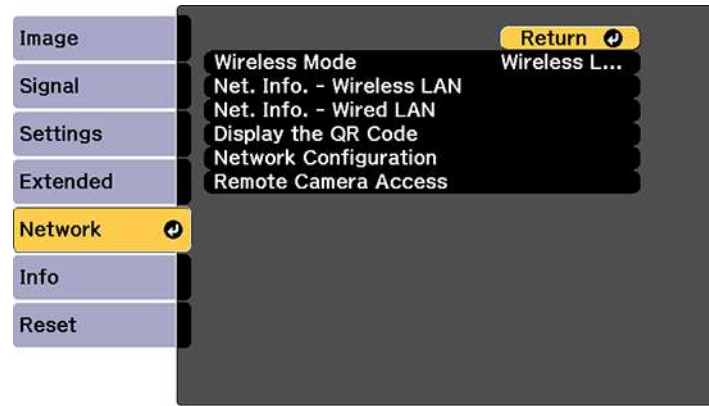 Image
Signal
Settings
Extended
Network
Info
Reset
Return
Wireless Mode Wireless L...
Net. Info. - Wireless LAN
Net. Info. - Wired LAN
Display the QR Code
Network Configuration
Remote Camera Access